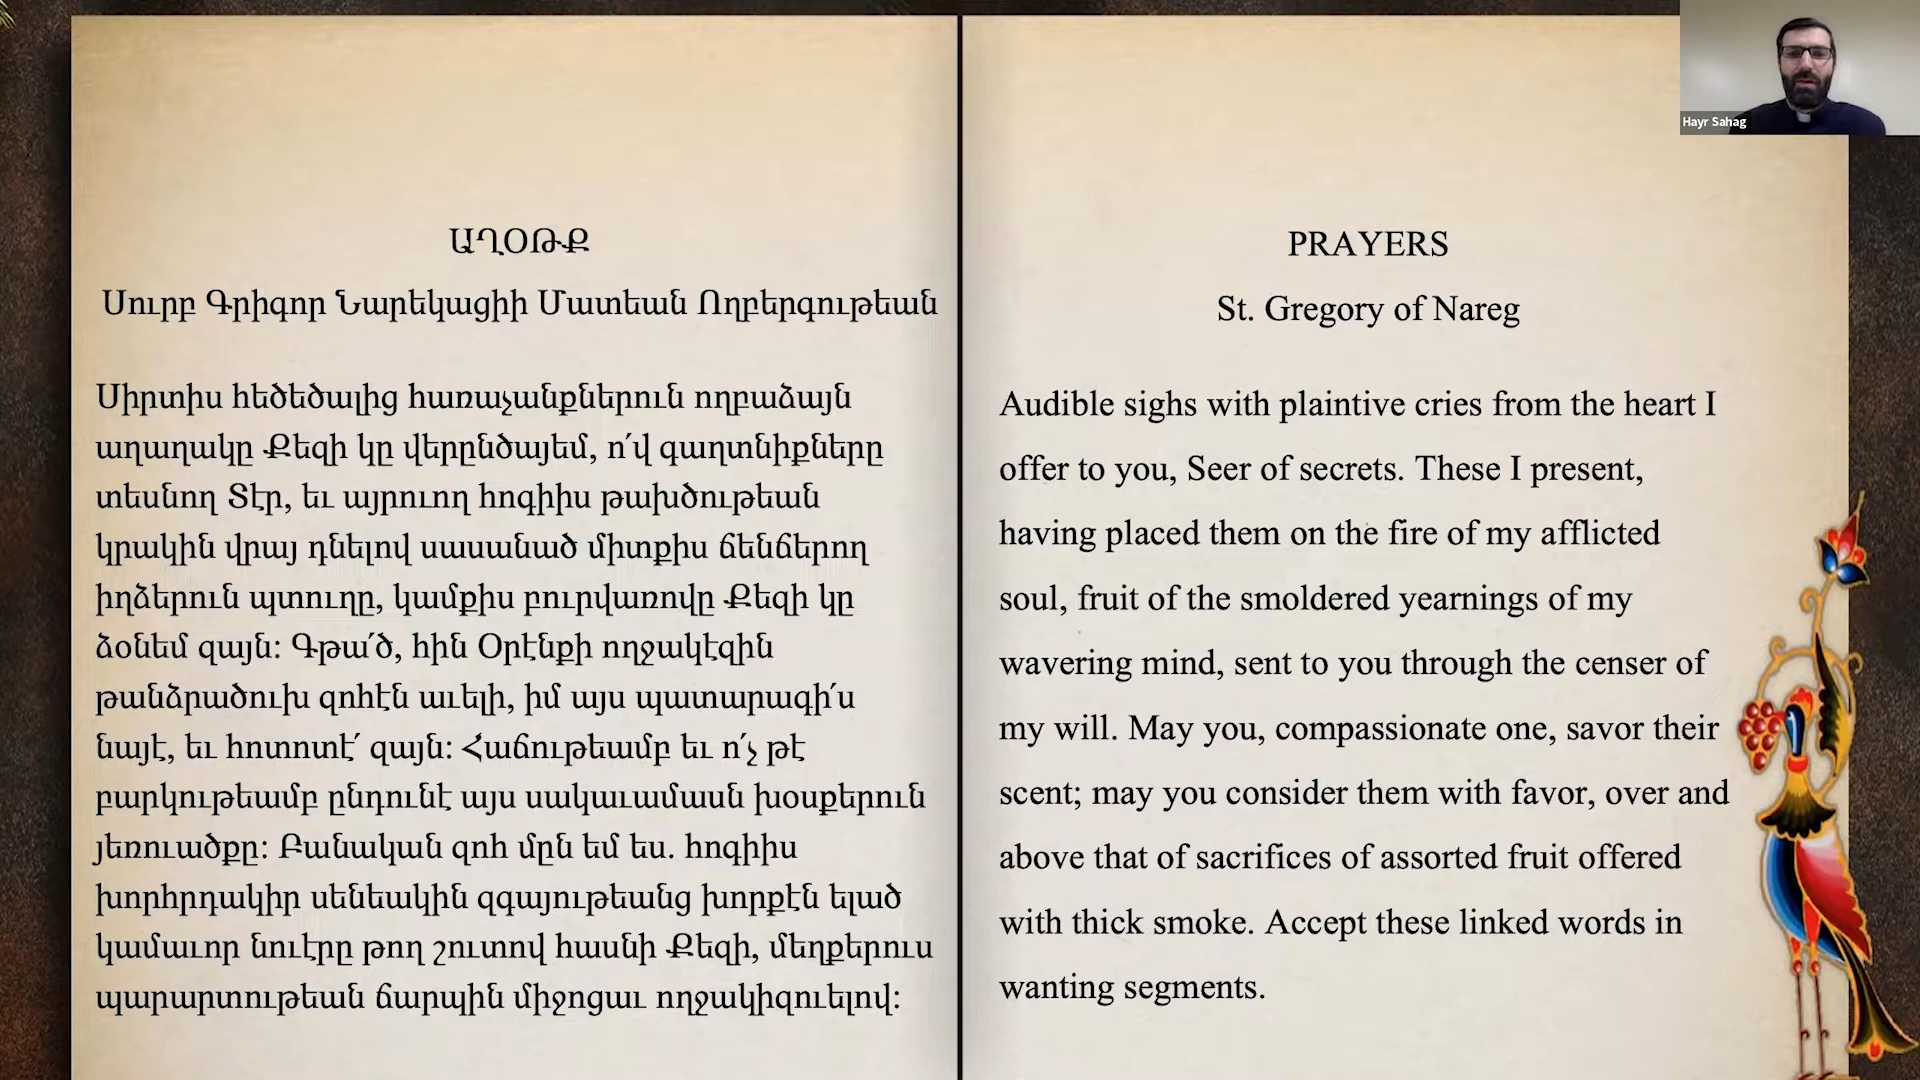 ԱՂՕԹՔ
Սուրբ Գրիգոր Նարեկացիի Մատեան Ողբերգութեան
Սիրտիս հեծեծալից հառաչանքներուն ողբաձայն
աղաղակը Քեզի կը վերընծայեմ, ո՛վ գաղտնիքները
տեսնող Տէր, եւ այրուող հոգիիս թախծութեան
կրակին վրայ դնելով սասանած միտքիս ճենճերող
իղձերուն պտուղը, կամքիս բուրվառովը Քեզի կը
ձօնեմ զայն։ Գթա՛ծ, հին Օրէնքի ողջակէզին
թանձրածուխ զոհէն աւելի, իմ այս պատարագի՛ս
նայէ, եւ հոտոտէ՛ զայն։ Հաճութեամբ եւ ո՛չ թէ
բարկութեամբ ընդունէ այս սակաւամասն խօսքերուն
յեռուածքը։ Բանական զոհ մըն եմ ես. հոգիիս
խորհրդակիր սենեակին զգայութեանց խորքէն ելած
կամաւոր նուէրը թող շուտով հասնի Քեզի, մեղքերուս
պարարտութեան ճարպին միջոցաւ ողջակիզուելով։
PRAYERS
St. Gregory of Nareg
Audible sighs with plaintive cries from the heart I
offer to you, Seer of secrets. These I present,
having placed them on the fire of my afflicted
soul, fruit of the smoldered yearnings of my
wavering mind, sent to you through the censer of
my will. May you, compassionate one, savor their
scent; may you consider them with favor, over and
above that of sacrifices of assorted fruit offered
with thick smoke. Accept these linked words in
wanting segments.
Hayr Sahag